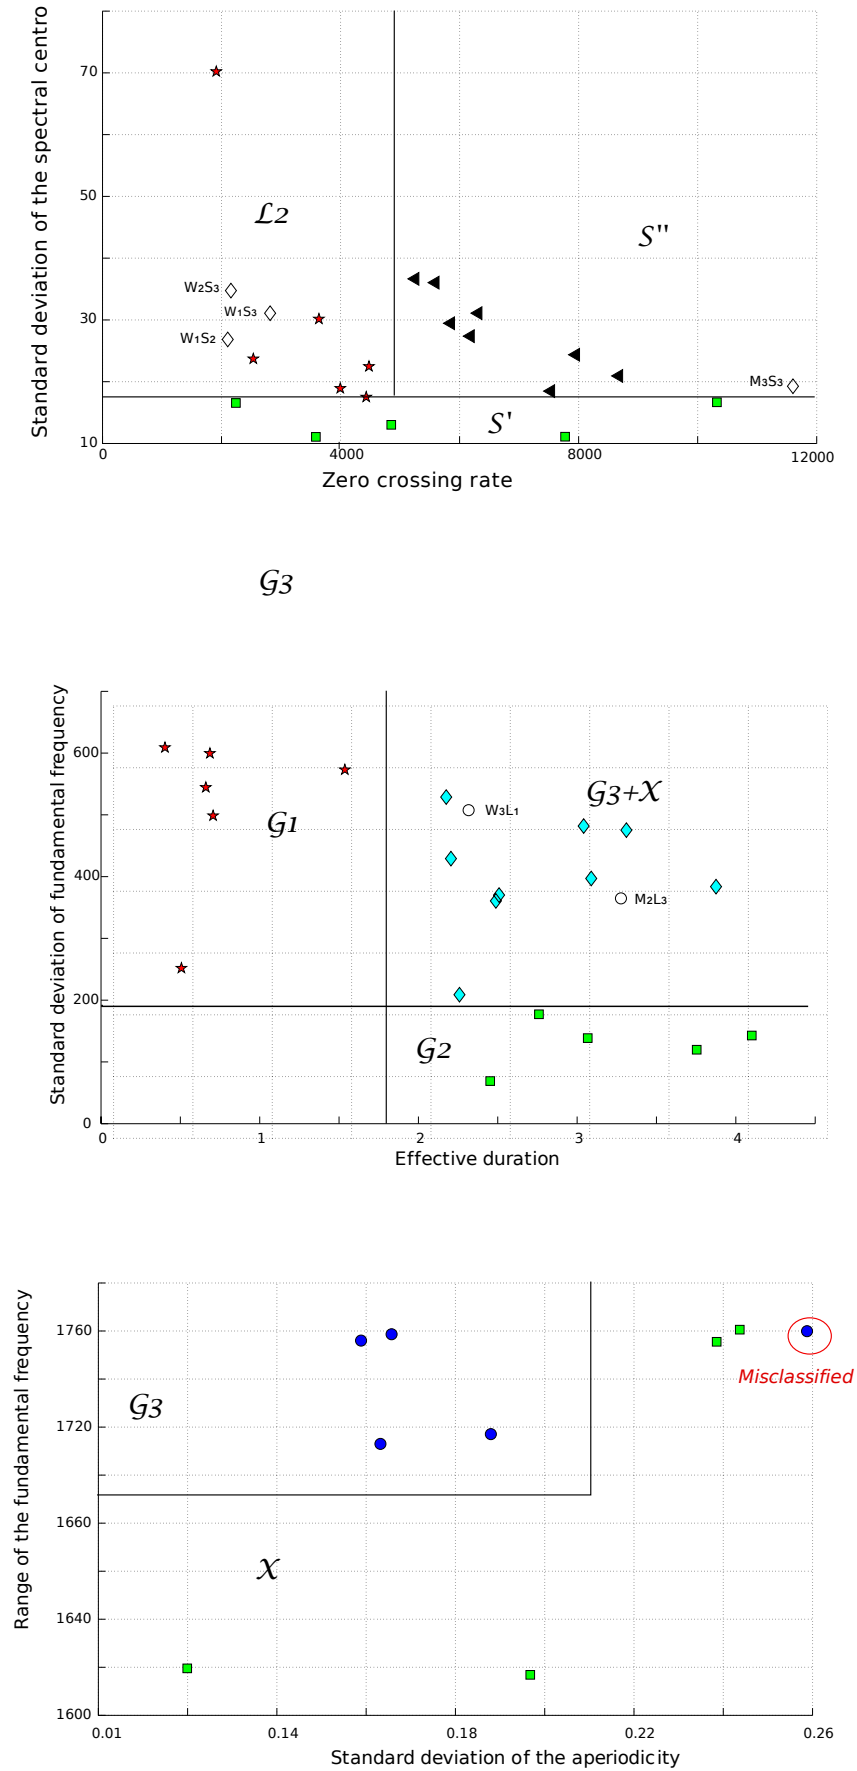 Standard deviation of the spectral centro
70
50
30
10
ℒ2
S''
W2S3
W1S3
W1S2
M3S3
S'
0
4000
8000
12000
Zero crossing rate
G3
Standard deviation of fundamental frequency
600
400
200
0
G1
G3+X
W3L1
M2L3
G2
0
1
2
3
4
Effective duration
Range of the fundamental frequency
1760
1720
1660
1640
1600
Misclassified
G3
X
0.01
0.14
0.18
0.22
0.26
Standard deviation of the aperiodicity